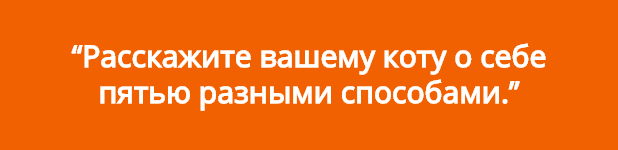 “Расскажите вашему коту о себе
пятью разными способами.”